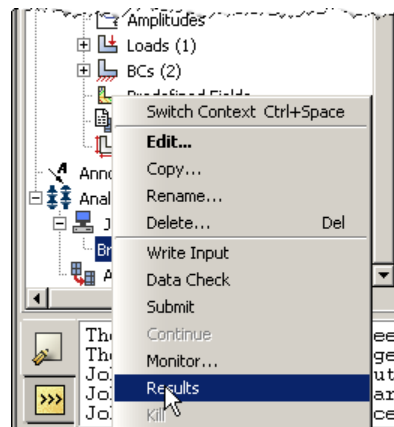 Amplitudes
Loads (1)
BCs (2)
Switch Context Ctrl+Space
Edit...
Copy...
Rename...
Delete... Del
Write Input
Data Check
Submit
Continue
Monitor...
Results
Kill